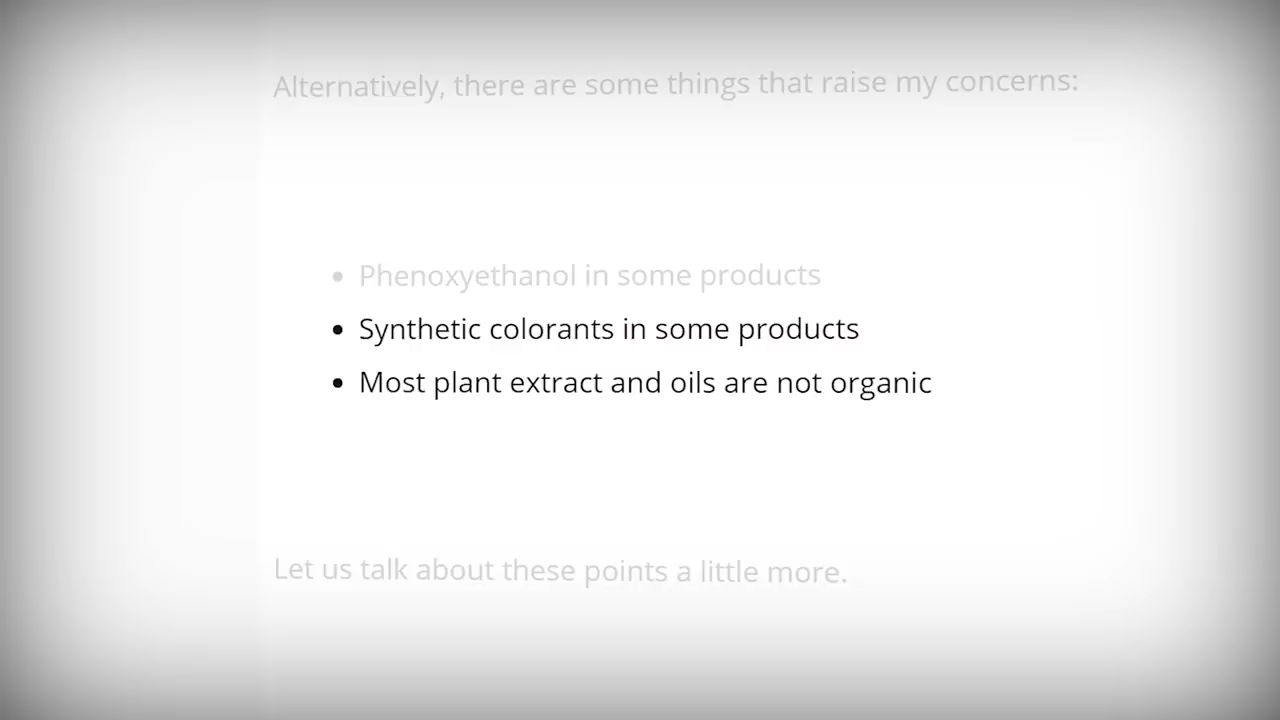 Alternatively, there are some things that raise my concerns:
• Phenoxyethanol in some products
• Synthetic colorants in some products
• Most plant extract and oils are not organic
Let us talk about these points a little more.